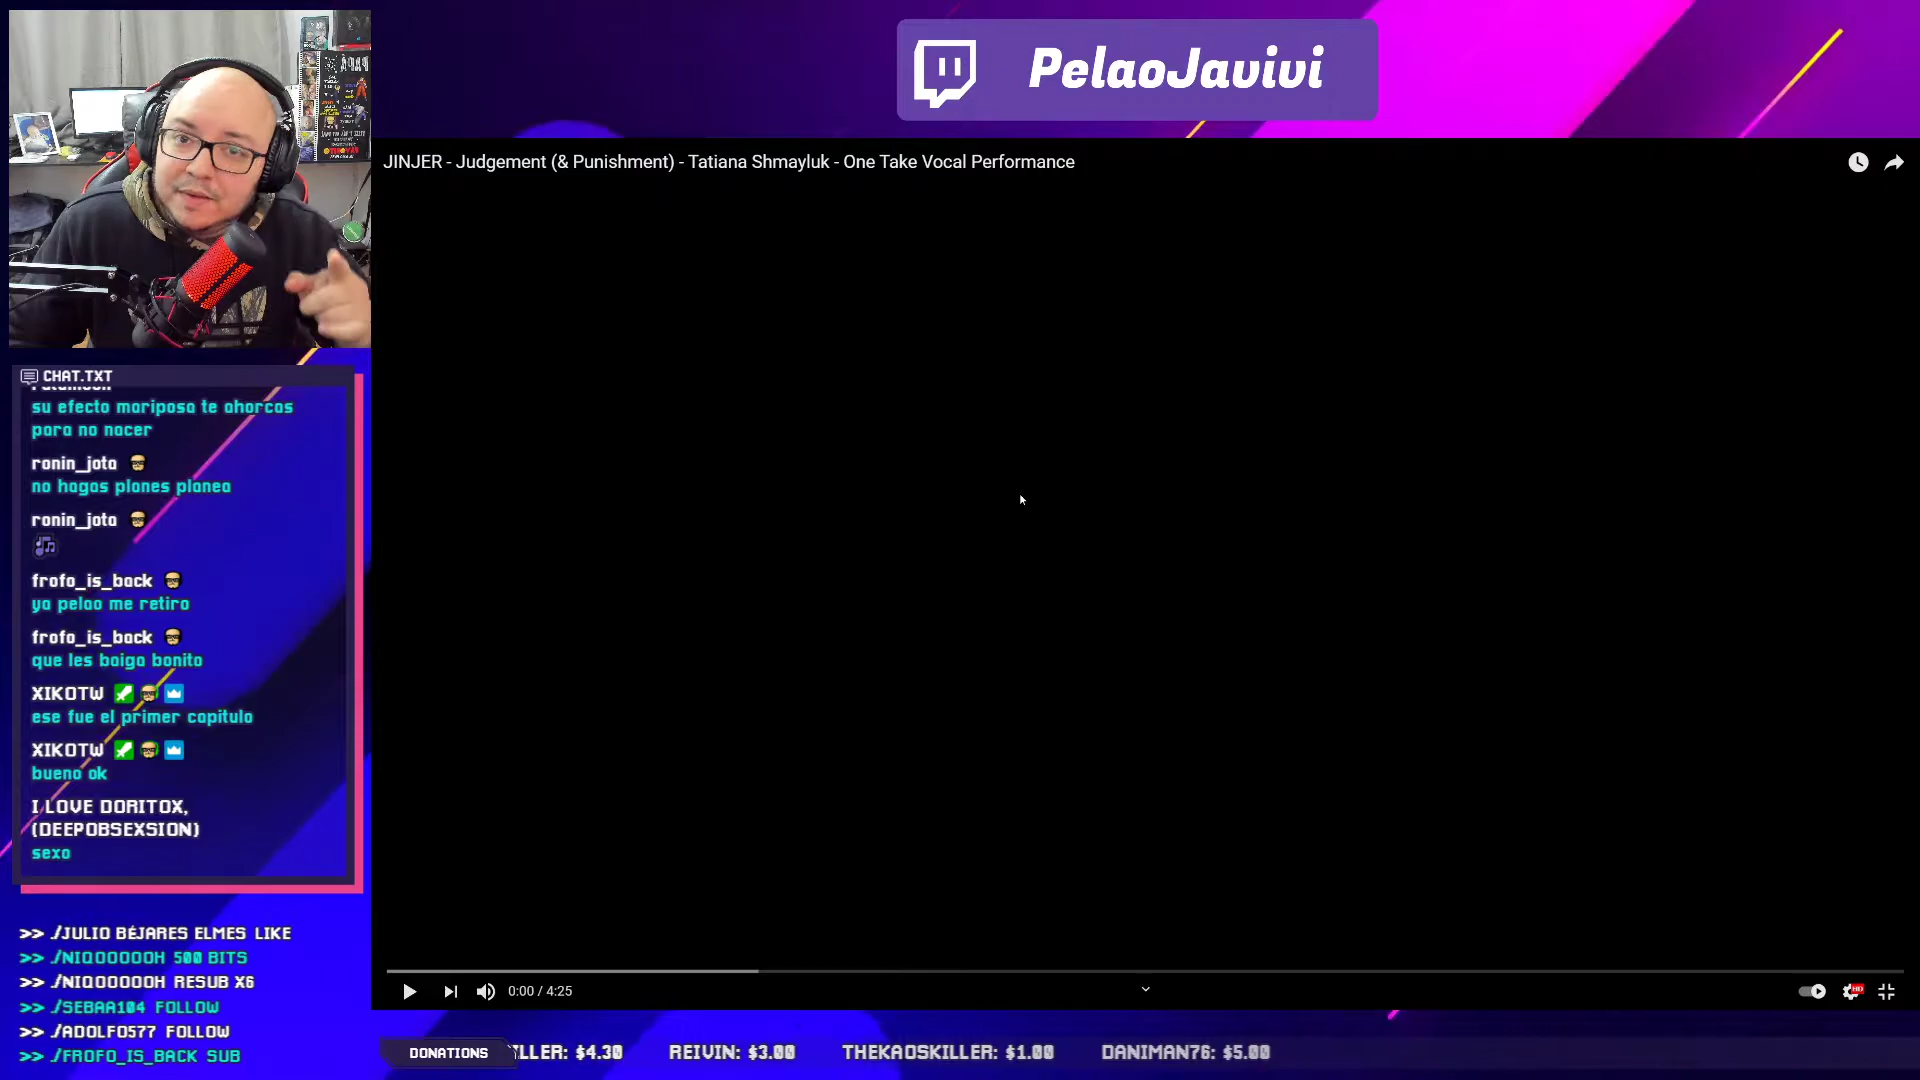 PelaoJavivi
JINJER - Judgement (& Punishment) - Tatiana Shmayluk - One Take Vocal Performance
CHAT.TXT
su efecto mariposa te ahorcas
para no nacer
ronin_jota
no hagas planes planea
ronin_jota
frofo_is_back
ya pelao me retiro
frofo_is_back
que les baiga bonito
XIKOTW
ese fue el primer capitulo
XIKOTW
bueno ok
I LOVE DORITOX,
(DEEPOBSEXSION)
sexo
>> ./JULIO BÉJARES ELMES LIKE
>> ./NIQOOOOOH 500 BITS
>> ./NIQOOOOOH RESUB X6
>> ./SEBAA104 FOLLOW
>> ./ADOLFO577 FOLLOW
>> ./FROFO_IS_BACK SUB
0:00 / 4:25
HD
DONATIONS LLER: $4.30 REIVIN: $3.00 THEKAOSKILLER: $1.00 DANIMAN76: $5.00